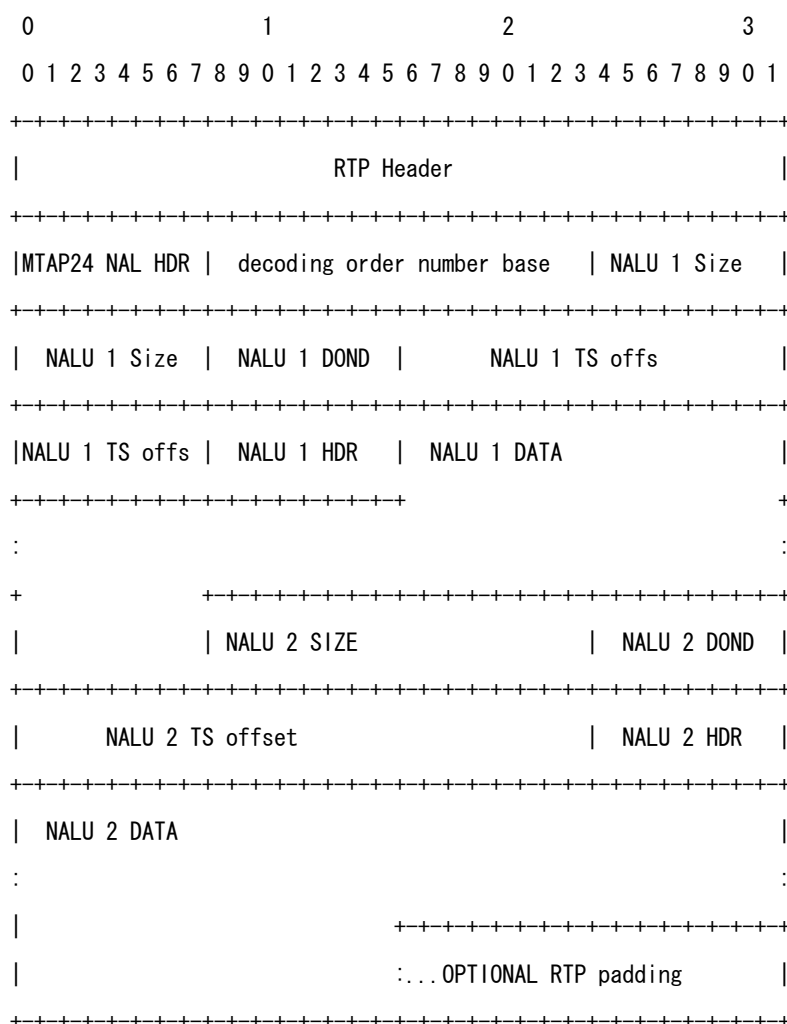 0                   1                   2                   3
0 1 2 3 4 5 6 7 8 9 0 1 2 3 4 5 6 7 8 9 0 1 2 3 4 5 6 7 8 9 0 1
+-+-+-+-+-+-+-+-+-+-+-+-+-+-+-+-+-+-+-+-+-+-+-+-+-+-+-+-+-+-+-+-+
|                          RTP Header                           |
+-+-+-+-+-+-+-+-+-+-+-+-+-+-+-+-+-+-+-+-+-+-+-+-+-+-+-+-+-+-+-+-+
|MTAP24 NAL HDR |  decoding order number base   | NALU 1 Size   |
+-+-+-+-+-+-+-+-+-+-+-+-+-+-+-+-+-+-+-+-+-+-+-+-+-+-+-+-+-+-+-+-+
|  NALU 1 Size  |  NALU 1 DOND  |       NALU 1 TS offs          |
+-+-+-+-+-+-+-+-+-+-+-+-+-+-+-+-+-+-+-+-+-+-+-+-+-+-+-+-+-+-+-+-+
|NALU 1 TS offs |  NALU 1 HDR   |  NALU 1 DATA                  |
+-+-+-+-+-+-+-+-+-+-+-+-+-+-+-+-+                               +
:                                                               :
+               +-+-+-+-+-+-+-+-+-+-+-+-+-+-+-+-+-+-+-+-+-+-+-+-+
|               | NALU 2 SIZE                   |  NALU 2 DOND  |
+-+-+-+-+-+-+-+-+-+-+-+-+-+-+-+-+-+-+-+-+-+-+-+-+-+-+-+-+-+-+-+-+
|       NALU 2 TS offset                        |  NALU 2 HDR   |
+-+-+-+-+-+-+-+-+-+-+-+-+-+-+-+-+-+-+-+-+-+-+-+-+-+-+-+-+-+-+-+-+
|  NALU 2 DATA                                                  |
:                                                               :
|                               +-+-+-+-+-+-+-+-+-+-+-+-+-+-+-+-+
|                               :...OPTIONAL RTP padding        |
+-+-+-+-+-+-+-+-+-+-+-+-+-+-+-+-+-+-+-+-+-+-+-+-+-+-+-+-+-+-+-+-+